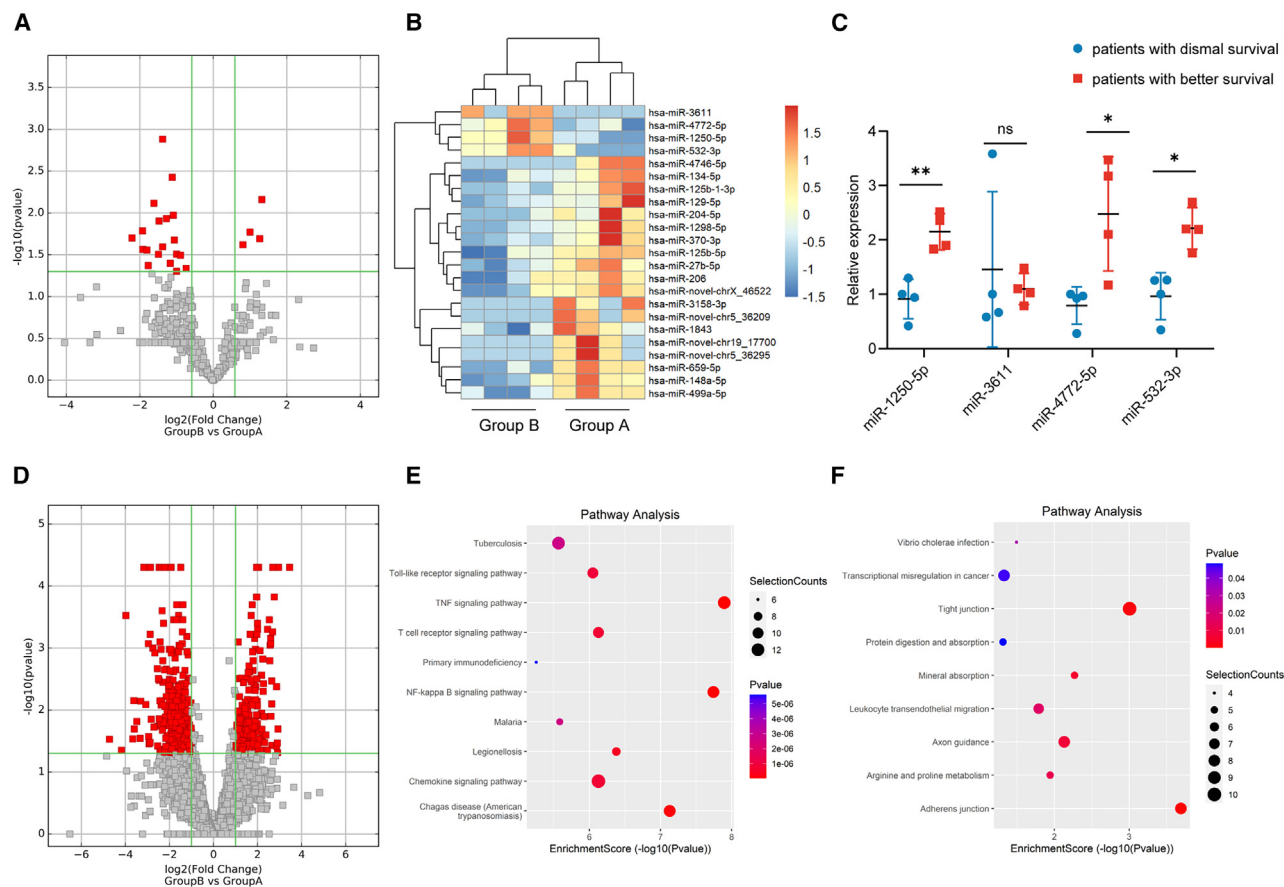 A
3.5
3.0
2.5
2.0
1.5
1.0
0.5
0.0
-log10(pvalue)
−4
−2
0
2
4
log2(Fold Change)
GroupB vs GroupA
B
hsa-miR-3611
hsa-miR-4772-5p
hsa-miR-1250-5p
hsa-miR-532-3p
hsa-miR-4746-5p
hsa-miR-134-5p
hsa-miR-125b-1-3p
hsa-miR-129-5p
hsa-miR-204-5p
hsa-miR-1298-5p
hsa-miR-370-3p
hsa-miR-125b-5p
hsa-miR-27b-5p
hsa-miR-206
hsa-miR-novel-chrX_46522
hsa-miR-3158-3p
hsa-miR-novel-chr5_36209
hsa-miR-1843
hsa-miR-novel-chr19_17700
hsa-miR-novel-chr5_36295
hsa-miR-659-5p
hsa-miR-148a-5p
hsa-miR-499a-5p
Group B
Group A
1.5
1
0.5
0
-0.5
-1
-1.5
C
patients with dismal survival
patients with better survival
Relative expression
4
3
2
1
0
**
ns
*
*
miR-1250-5p
miR-3611
miR-4772-5p
miR-532-3p
D
5
4
3
2
1
0
-log10(pvalue)
−6
−4
−2
0
2
4
6
log2(Fold Change)
GroupB vs GroupA
E
Pathway Analysis
Tuberculosis
Toll-like receptor signaling pathway
TNF signaling pathway
T cell receptor signaling pathway
Primary immunodeficiency
NF-kappa B signaling pathway
Malaria
Legionellosis
Chemokine signaling pathway
Chagas disease (American
trypanosomiasis)
6
7
8
EnrichmentScore (-log10(Pvalue))
SelectionCounts
6
8
10
12
Pvalue
5e-06
4e-06
3e-06
2e-06
1e-06
F
Pathway Analysis
Vibrio cholerae infection
Transcriptional misregulation in cancer
Tight junction
Protein digestion and absorption
Mineral absorption
Leukocyte transendothelial migration
Axon guidance
Arginine and proline metabolism
Adherens junction
2
3
EnrichmentScore (-log10(Pvalue))
Pvalue
0.04
0.03
0.02
0.01
SelectionCounts
4
5
6
7
8
9
10